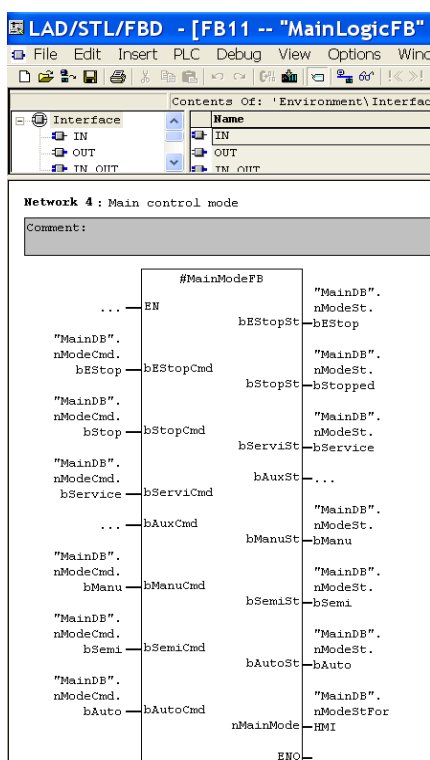 LAD/STL/FBD - [FB11 -- "MainLogicFB"
File Edit Insert PLC Debug View Options Wind
Contents Of: 'Environment\Interfac
Interface
IN
OUT
IN_OUT
Name
IN
OUT
IN_OUT
Network 4 : Main control mode
Comment:
#MainModeFB
... EN
"MainDB".
nModeSt.
bEStopSt bEStop
"MainDB".
nModeCmd.
bEStop bEStopCmd
"MainDB".
nModeSt.
bStopSt bStopped
"MainDB".
nModeCmd.
bStop bStopCmd
"MainDB".
nModeSt.
bServiSt bService
"MainDB".
nModeCmd.
bService bServiCmd
bAuxSt ...
... bAuxCmd
"MainDB".
nModeSt.
bManuSt bManu
"MainDB".
nModeCmd.
bManu bManuCmd
"MainDB".
nModeSt.
bSemiSt bSemi
"MainDB".
nModeCmd.
bSemi bSemiCmd
"MainDB".
nModeSt.
bAutoSt bAuto
"MainDB".
nModeCmd.
bAuto bAutoCmd
"MainDB".
nModeStFor
nMainMode HMI
ENO